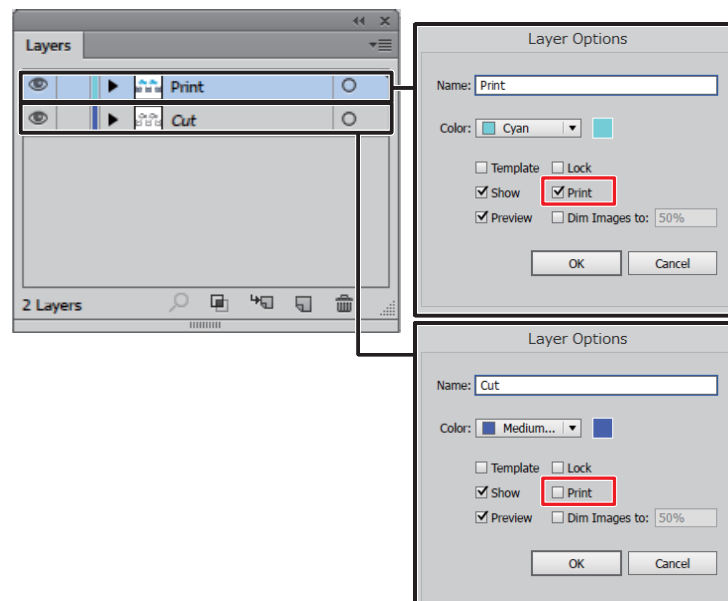 Layers
Print
Cut
2 Layers
Layer Options
Name: Print
Color: Cyan
Template Lock
Show Print
Preview Dim Images to: 50%
OK Cancel
Layer Options
Name: Cut
Color: Medium...
Template Lock
Show Print
Preview Dim Images to: 50%
OK Cancel